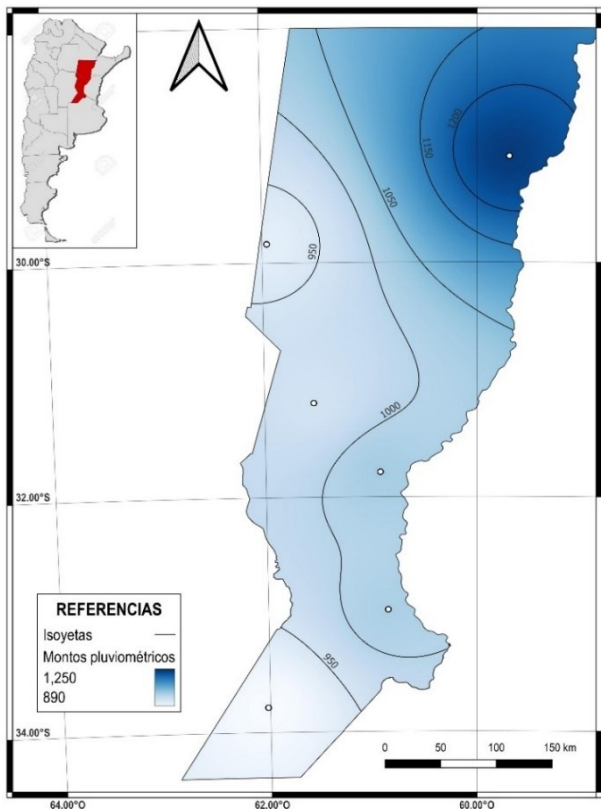 1200
1150
1050
950
30.00°S
1000
32.00°S
REFERENCIAS
Isoyetas
Montos pluviométricos
1,250
890
950
34.00°S
0 50 100 150 km
64.00°O 62.00°O 60.00°O